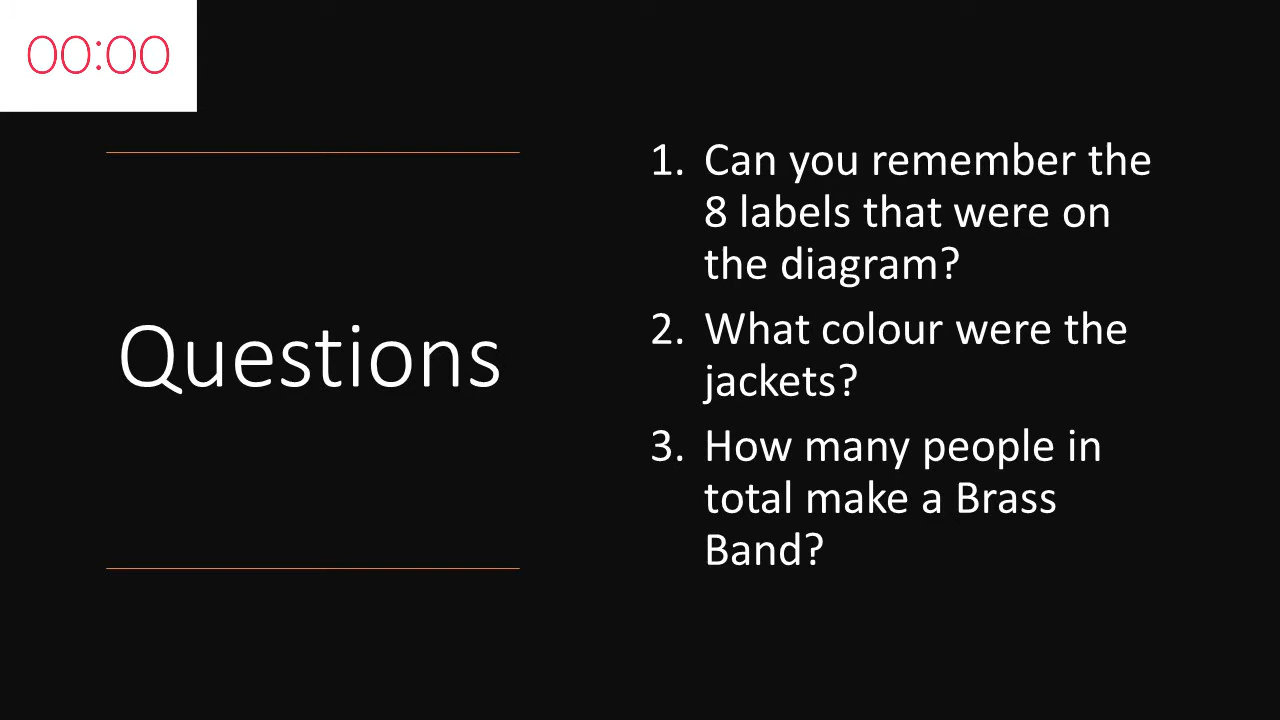 00:00
Questions
1. Can you remember the
8 labels that were on
the diagram?
2. What colour were the
jackets?
3. How many people in
total make a Brass
Band?